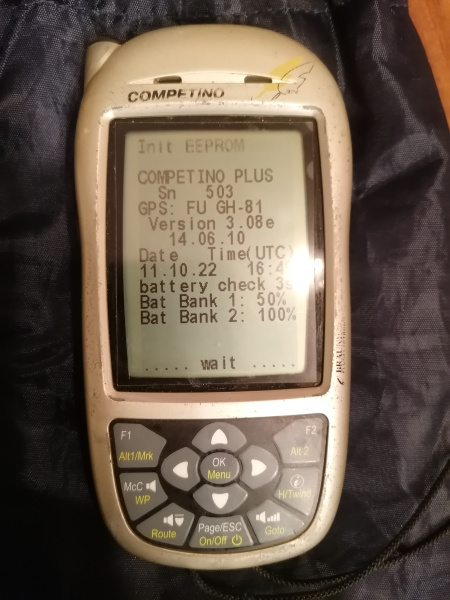 COMPETINO
Init EEPROM
COMPETINO PLUS
Sn 503
GPS: FU GH-81
Version 3.08e
14.06.10
Date Time(UTC)
11.10.22
battery check 3s
Bat Bank 1: 50%
Bat Bank 2: 100%
..... wait .....
F1
Alt1/Mrk
F2
Alt 2
OK
Menu
McC
WP
H/Twind
Route
Page/ESC
On/Off
Goto